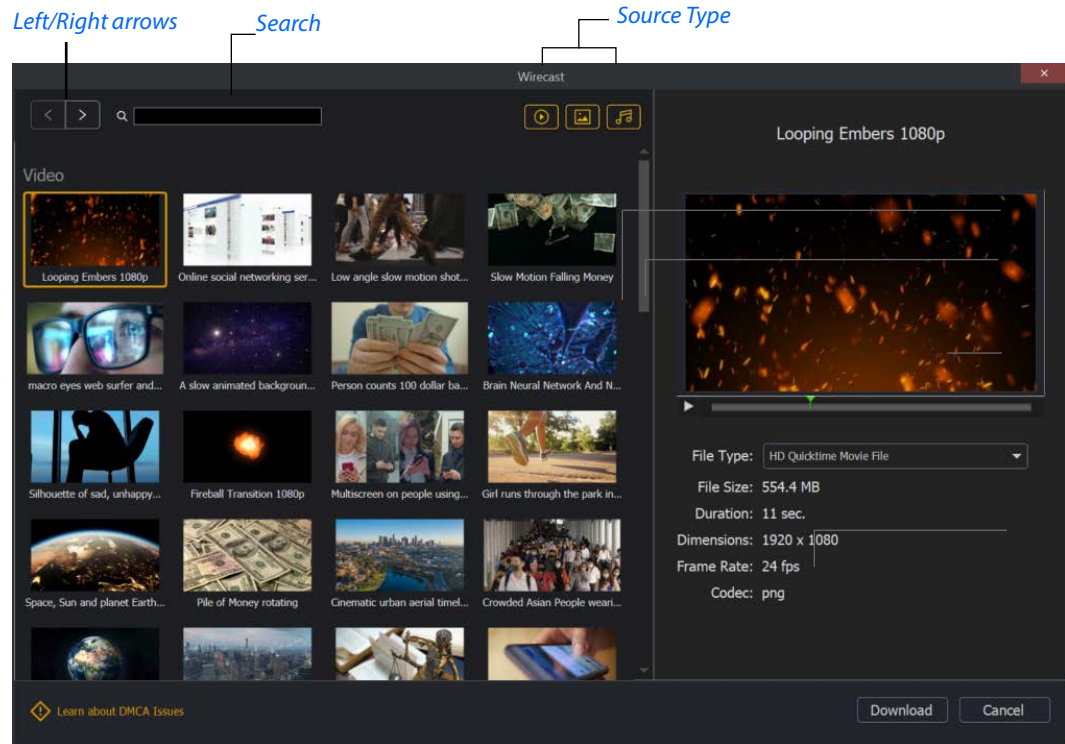 Left/Right arrows
Search
Source Type
Wirecast
Looping Embers 1080p
Video
Looping Embers 1080p
Online social networking ser...
Low angle slow motion shot...
Slow Motion Falling Money
macro eyes web surfer and...
A slow animated backgroun...
Person counts 100 dollar ba...
Brain Neural Network And N...
Silhouette of sad, unhappy...
Fireball Transition 1080p
Multiscreen on people using...
Girl runs through the park in...
Space, Sun and planet Earth...
Pile of Money rotating
Cinematic urban aerial timel...
Crowded Asian People weari...
File Type: HD Quicktime Movie File
File Size: 554.4 MB
Duration: 11 sec.
Dimensions: 1920 x 1080
Frame Rate: 24 fps
Codec: png
Learn about DMCA Issues
Download
Cancel